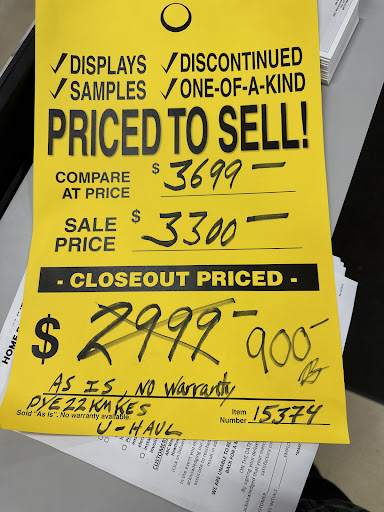 ✓DISPLAYS ✓DISCONTINUED
✓SAMPLES ✓ONE-OF-A-KIND
PRICED TO SELL!
COMPARE AT PRICE $ 3699—
SALE PRICE $ 3300—
- CLOSEOUT PRICED -
$ 2999— 900—
AS IS, NO Warranty
PYE22KMKES
Sold "As Is". No warranty available.
Item Number 15374
U-HAUL